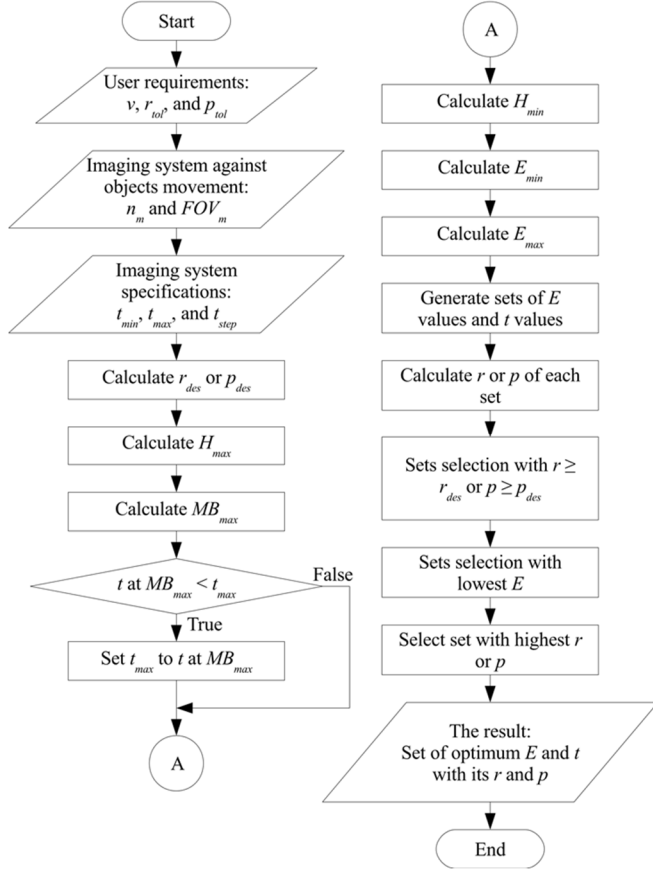 Start
User requirements:
v, r_tol, and p_tol
Imaging system against
objects movement:
n_m and FOV_m
Imaging system
specifications:
t_min, t_max, and t_step
Calculate r_des or p_des
Calculate H_max
Calculate MB_max
t at MB_max < t_max
False
True
Set t_max to t at MB_max
A
A
Calculate H_min
Calculate E_min
Calculate E_max
Generate sets of E
values and t values
Calculate r or p of each
set
Sets selection with r ≥
r_des or p ≥ p_des
Sets selection with
lowest E
Select set with highest r
or p
The result:
Set of optimum E and t
with its r and p
End